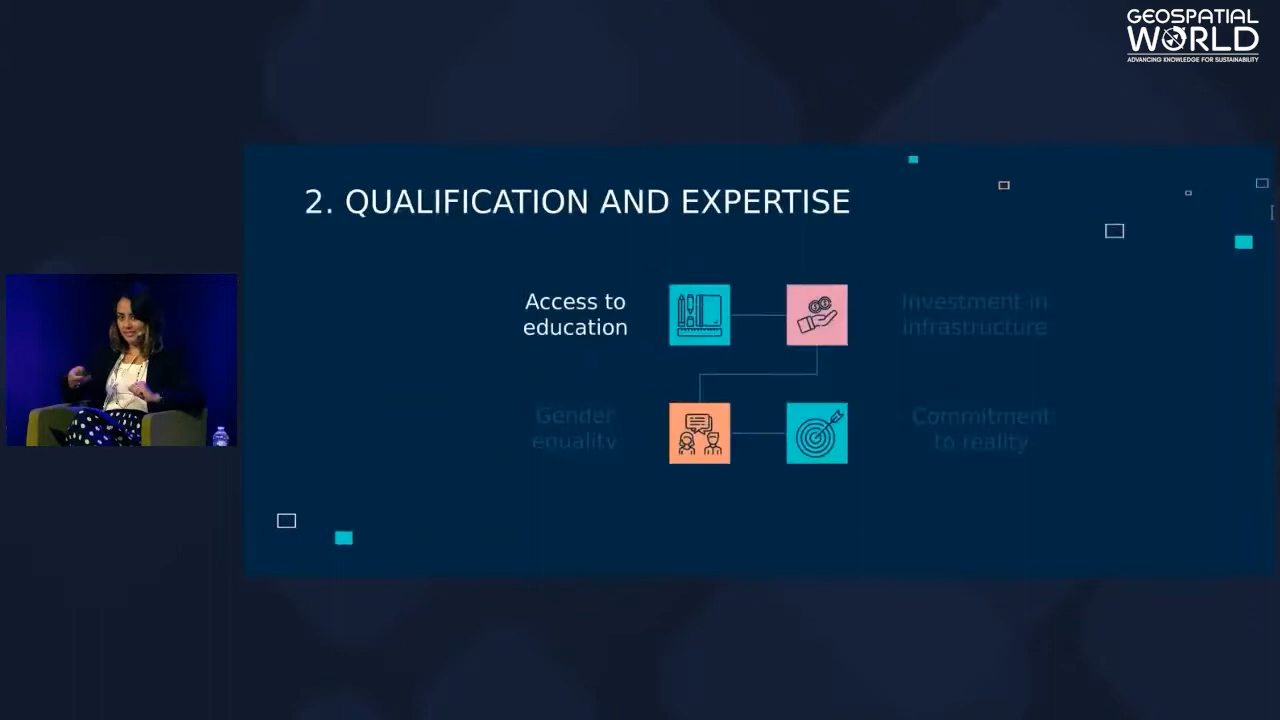 GEOSPATIAL
WORLD
ADVANCING KNOWLEDGE FOR SUSTAINABILITY
2. QUALIFICATION AND EXPERTISE
Access to
education
Investment in
infrastructure
Gender
equality
Commitment
to reality